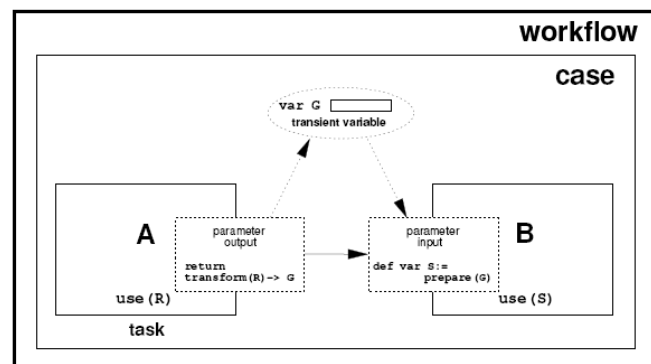 workflow
case
var G
transient variable
A
parameter
output
return
transform(R)-> G
use(R)
task
parameter
input
def var S:=
prepare(G)
B
use(S)